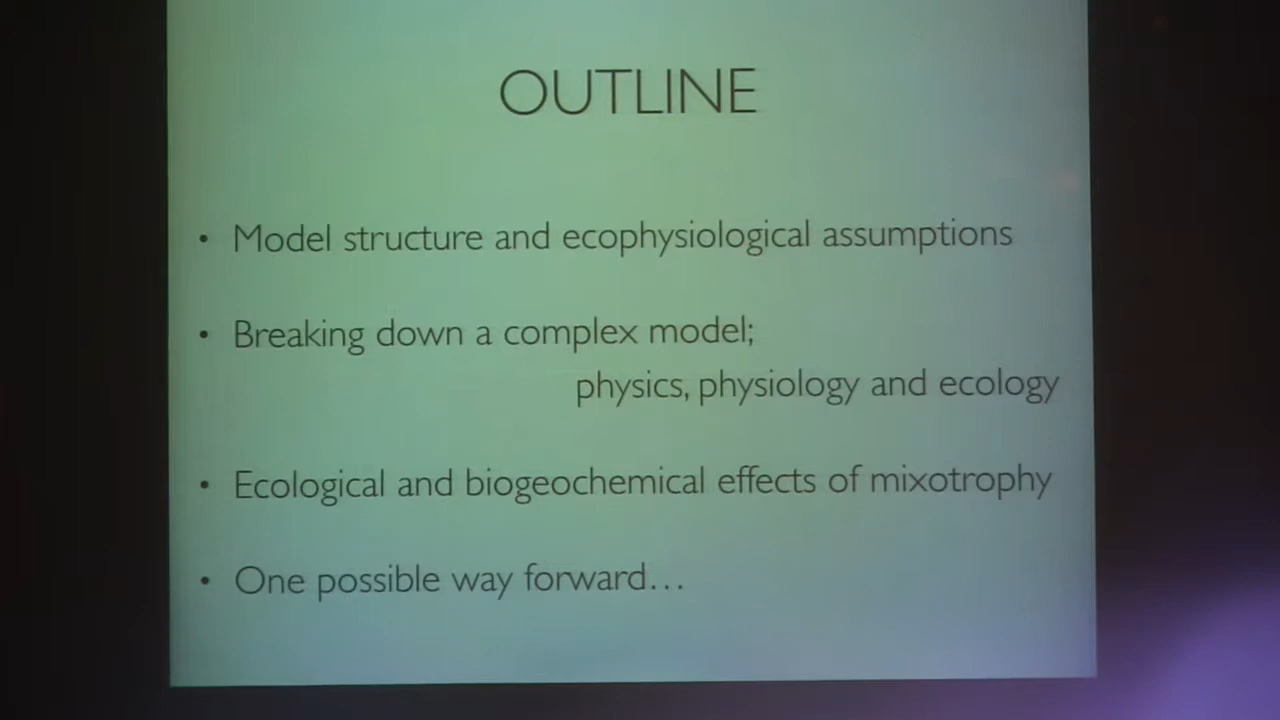 OUTLINE
• Model structure and ecophysiological assumptions
• Breaking down a complex model;
physics, physiology and ecology
• Ecological and biogeochemical effects of mixotrophy
• One possible way forward...